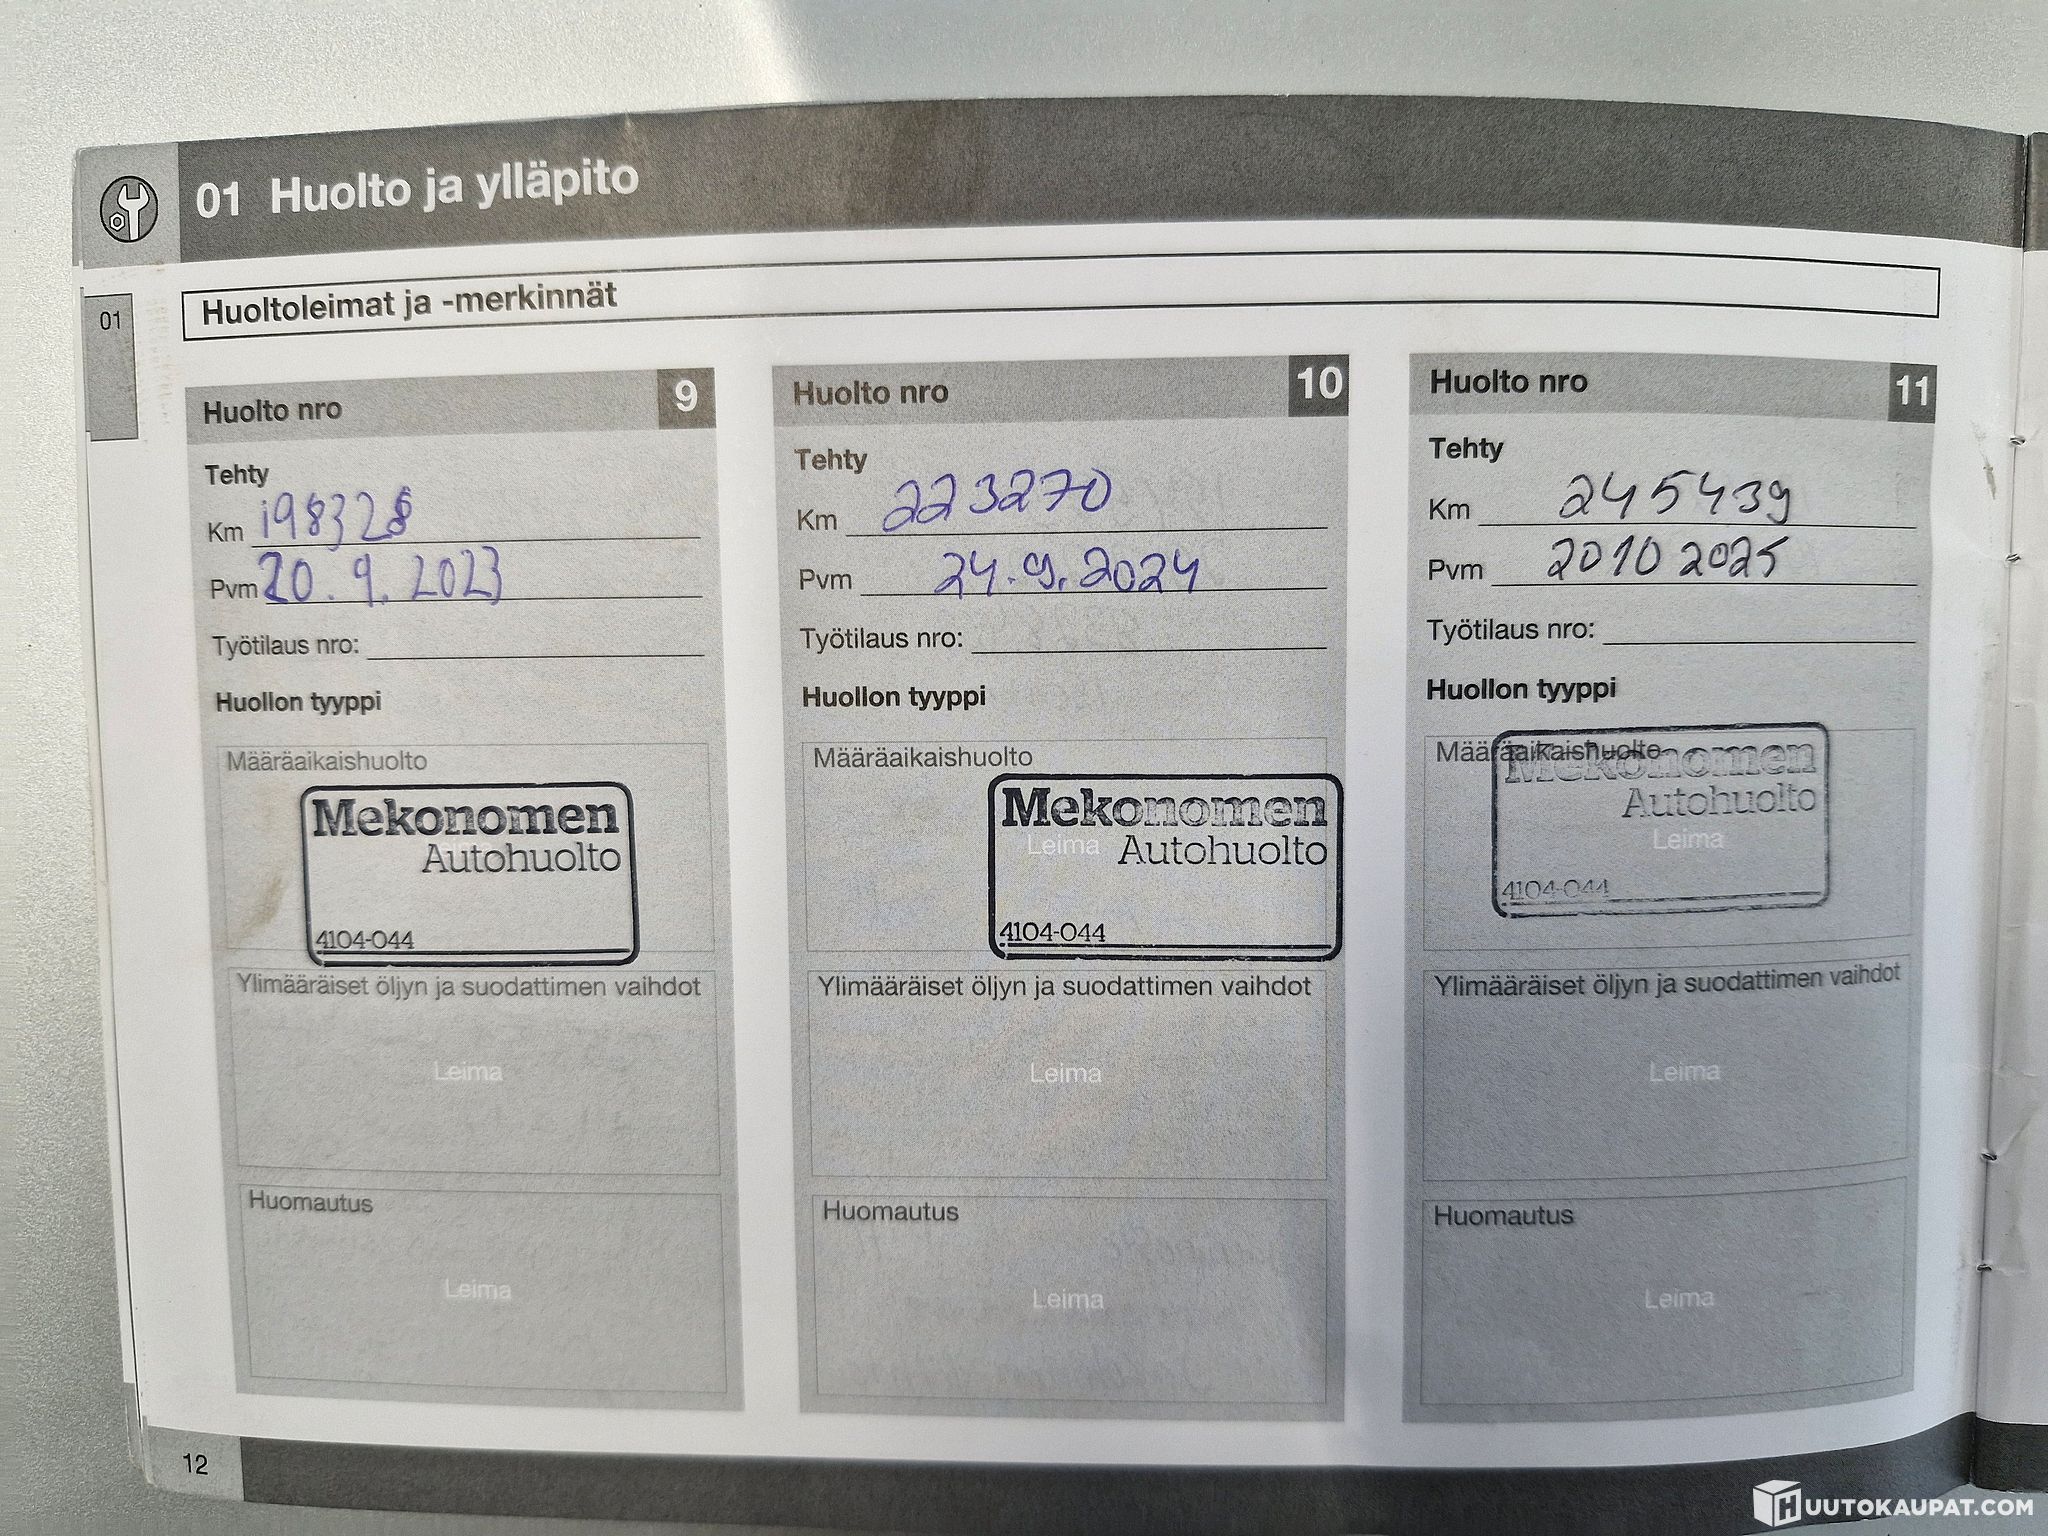 01 Huolto ja ylläpito
01
Huoltoleimat ja -merkinnät
Huolto nro 9
Tehty
Km 198328
Pvm 20.9.2023
Työtilaus nro:
Huollon tyyppi
Määräaikaishuolto
Mekonomen
Autohuolto
4104-044
Ylimääräiset öljyn ja suodattimen vaihdot
Leima
Huomautus
Leima
Huolto nro 10
Tehty
Km 223270
Pvm 24.9.2024
Työtilaus nro:
Huollon tyyppi
Määräaikaishuolto
Mekonomen
Leima Autohuolto
4104-044
Ylimääräiset öljyn ja suodattimen vaihdot
Leima
Huomautus
Leima
Huolto nro 11
Tehty
Km 245439
Pvm 2010 2025
Työtilaus nro:
Huollon tyyppi
Määräaikaishuolto
Mekonomen
Autohuolto
Leima
4104-044
Ylimääräiset öljyn ja suodattimen vaihdot
Leima
Huomautus
Leima
12
HUUTOKAUPAT.COM